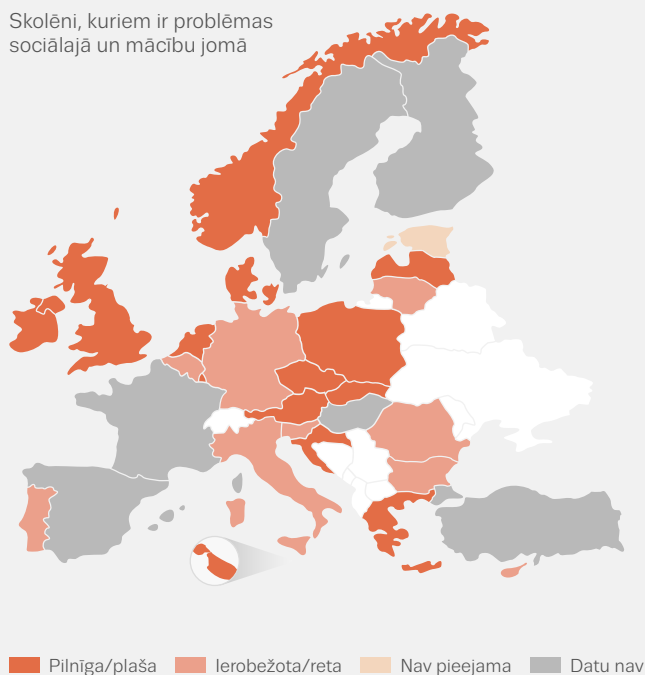 Skolēni, kuriem ir problēmas
sociālajā un mācību jomā
Pilnīga/plaša
Ierobežota/reta
Nav pieejama
Datu nav